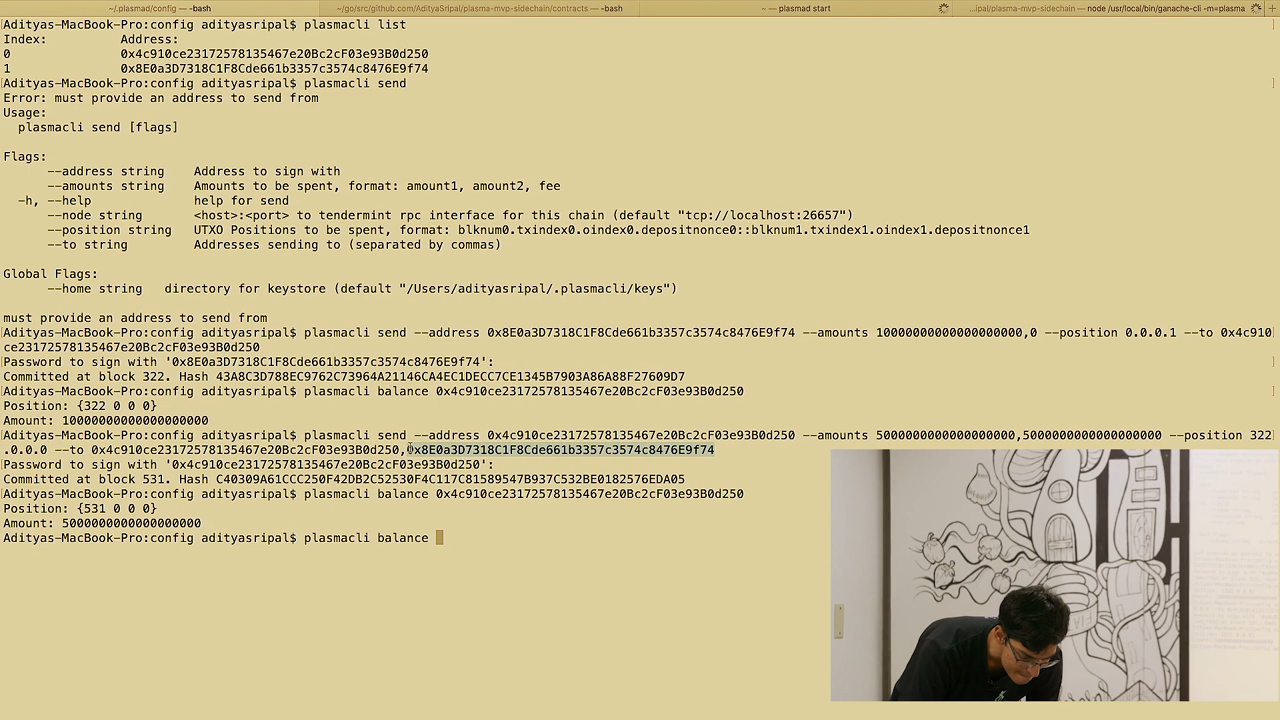 ~/.plasmad/config — -bash
~/go/src/github.com/AdityaSripal/plasma-mvp-sidechain/contracts — -bash
~ — plasmad start
...ipal/plasma-mvp-sidechain — node /usr/local/bin/ganache-cli -m=plasma
Adityas-MacBook-Pro:config adityasripal$ plasmacli list
Index: Address:
0 0x4c910ce23172578135467e20Bc2cF03e93B0d250
1 0x8E0a3D7318C1F8Cde661b3357c3574c8476E9f74
Adityas-MacBook-Pro:config adityasripal$ plasmacli send
Error: must provide an address to send from
Usage:
plasmacli send [flags]
Flags:
--address string Address to sign with
--amounts string Amounts to be spent, format: amount1, amount2, fee
-h, --help help for send
--node string <host>:<port> to tendermint rpc interface for this chain (default "tcp://localhost:26657")
--position string UTXO Positions to be spent, format: blknum0.txindex0.oindex0.depositnonce0::blknum1.txindex1.oindex1.depositnonce1
--to string Addresses sending to (separated by commas)
Global Flags:
--home string directory for keystore (default "/Users/adityasripal/.plasmacli/keys")
must provide an address to send from
Adityas-MacBook-Pro:config adityasripal$ plasmacli send --address 0x8E0a3D7318C1F8Cde661b3357c3574c8476E9f74 --amounts 10000000000000000000,0 --position 0.0.0.1 --to 0x4c910
ce23172578135467e20Bc2cF03e93B0d250
Password to sign with '0x8E0a3D7318C1F8Cde661b3357c3574c8476E9f74':
Committed at block 322. Hash 43A8C3D788EC9762C73964A21146CA4EC1DECC7CE1345B7903A86A88F27609D7
Adityas-MacBook-Pro:config adityasripal$ plasmacli balance 0x4c910ce23172578135467e20Bc2cF03e93B0d250
Position: {322 0 0 0}
Amount: 10000000000000000000
Adityas-MacBook-Pro:config adityasripal$ plasmacli send --address 0x4c910ce23172578135467e20Bc2cF03e93B0d250 --amounts 5000000000000000000,5000000000000000000 --position 322
.0.0.0 --to 0x4c910ce23172578135467e20Bc2cF03e93B0d250,0x8E0a3D7318C1F8Cde661b3357c3574c8476E9f74
Password to sign with '0x4c910ce23172578135467e20Bc2cF03e93B0d250':
Committed at block 531. Hash C40309A61CCC250F42DB2C52530F4C117C81589547B937C532BE0182576EDA05
Adityas-MacBook-Pro:config adityasripal$ plasmacli balance 0x4c910ce23172578135467e20Bc2cF03e93B0d250
Position: {531 0 0 0}
Amount: 5000000000000000000
Adityas-MacBook-Pro:config adityasripal$ plasmacli balance